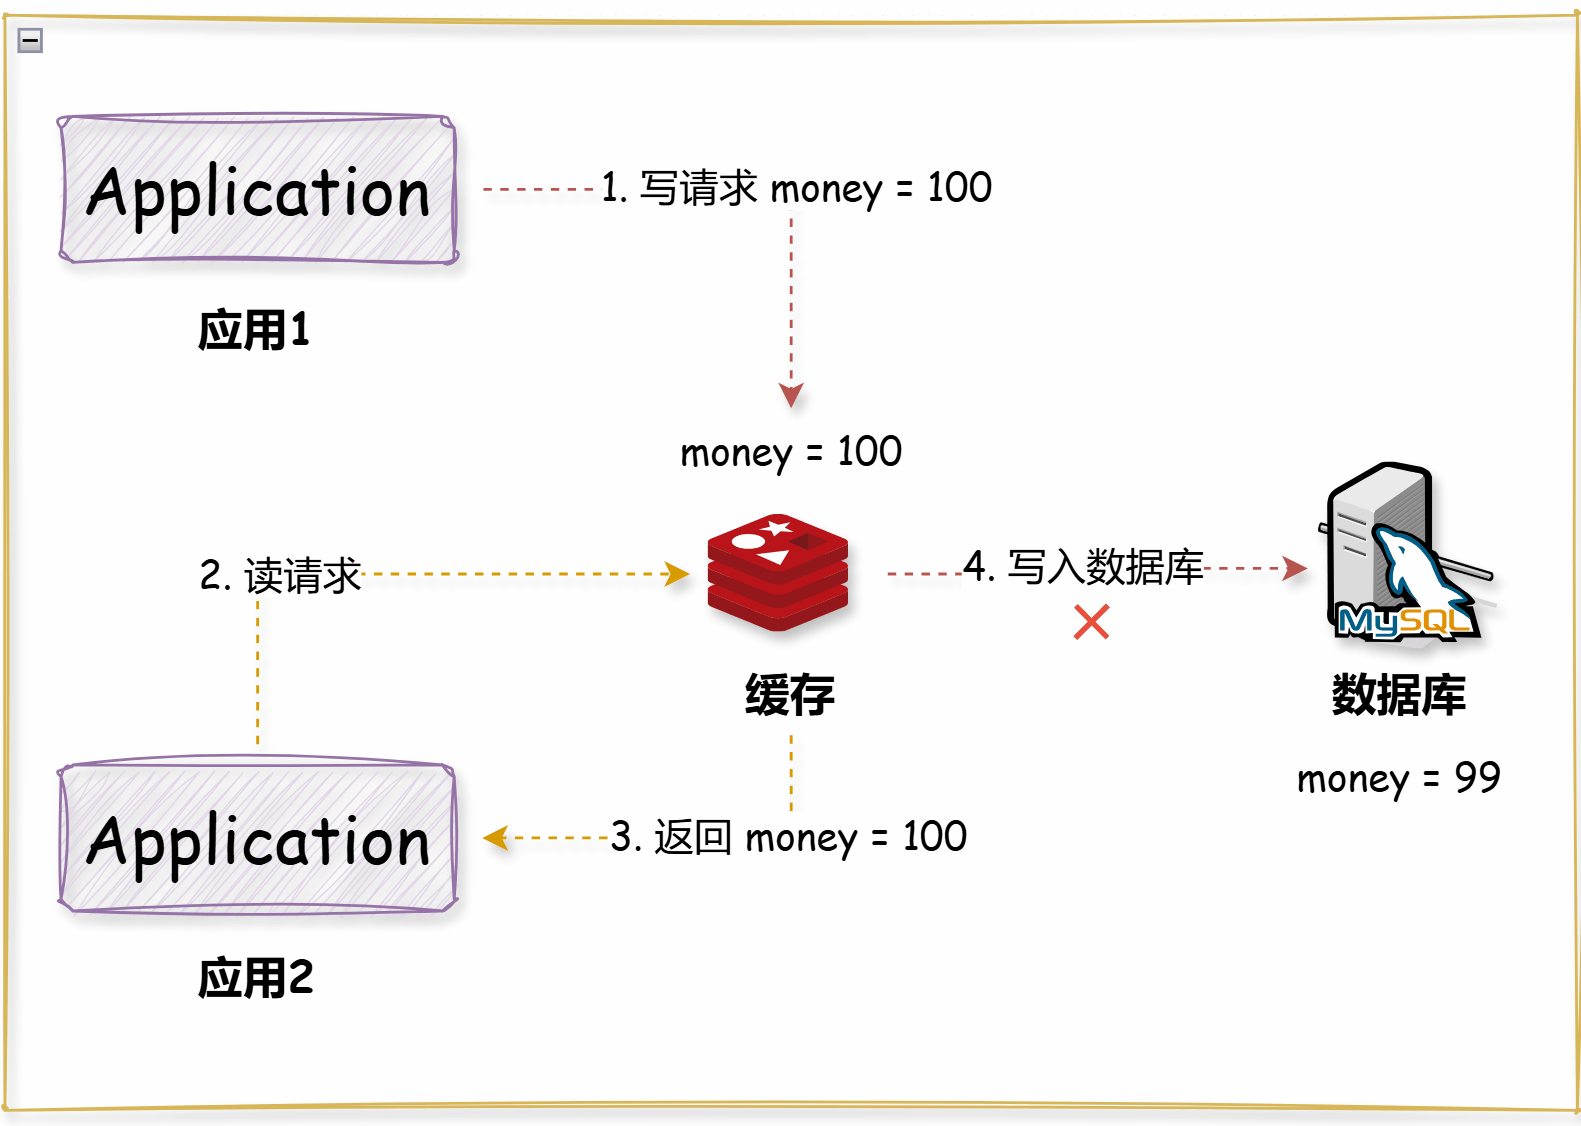 Application
1. 写请求 money = 100
应用1
money = 100
2. 读请求
4. 写入数据库
MySQL
缓存
数据库
money = 99
Application
3. 返回 money = 100
应用2